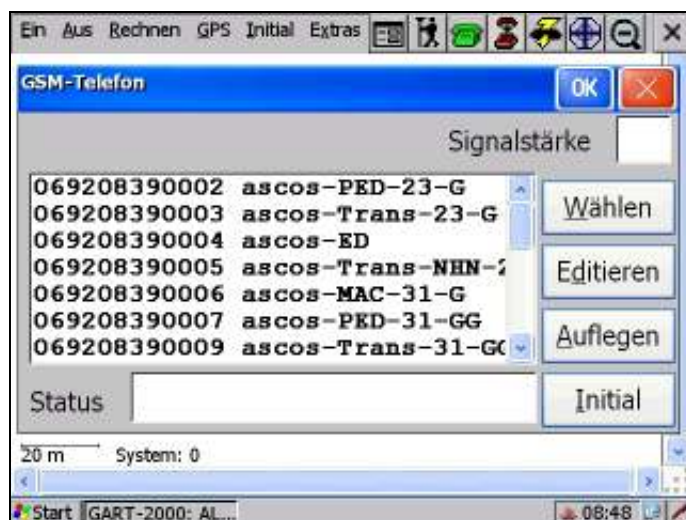 Ein Aus Rechnen GPS Initial Extras
GSM-Telefon OK
Signalstärke
069208390002 ascos-PED-23-G
069208390003 ascos-Trans-23-G
069208390004 ascos-ED
069208390005 ascos-Trans-NHN-2
069208390006 ascos-MAC-31-G
069208390007 ascos-PED-31-GG
069208390009 ascos-Trans-31-GG
Wählen
Editieren
Auflegen
Initial
Status
20 m System: 0
Start GART-2000: AL... 08:48